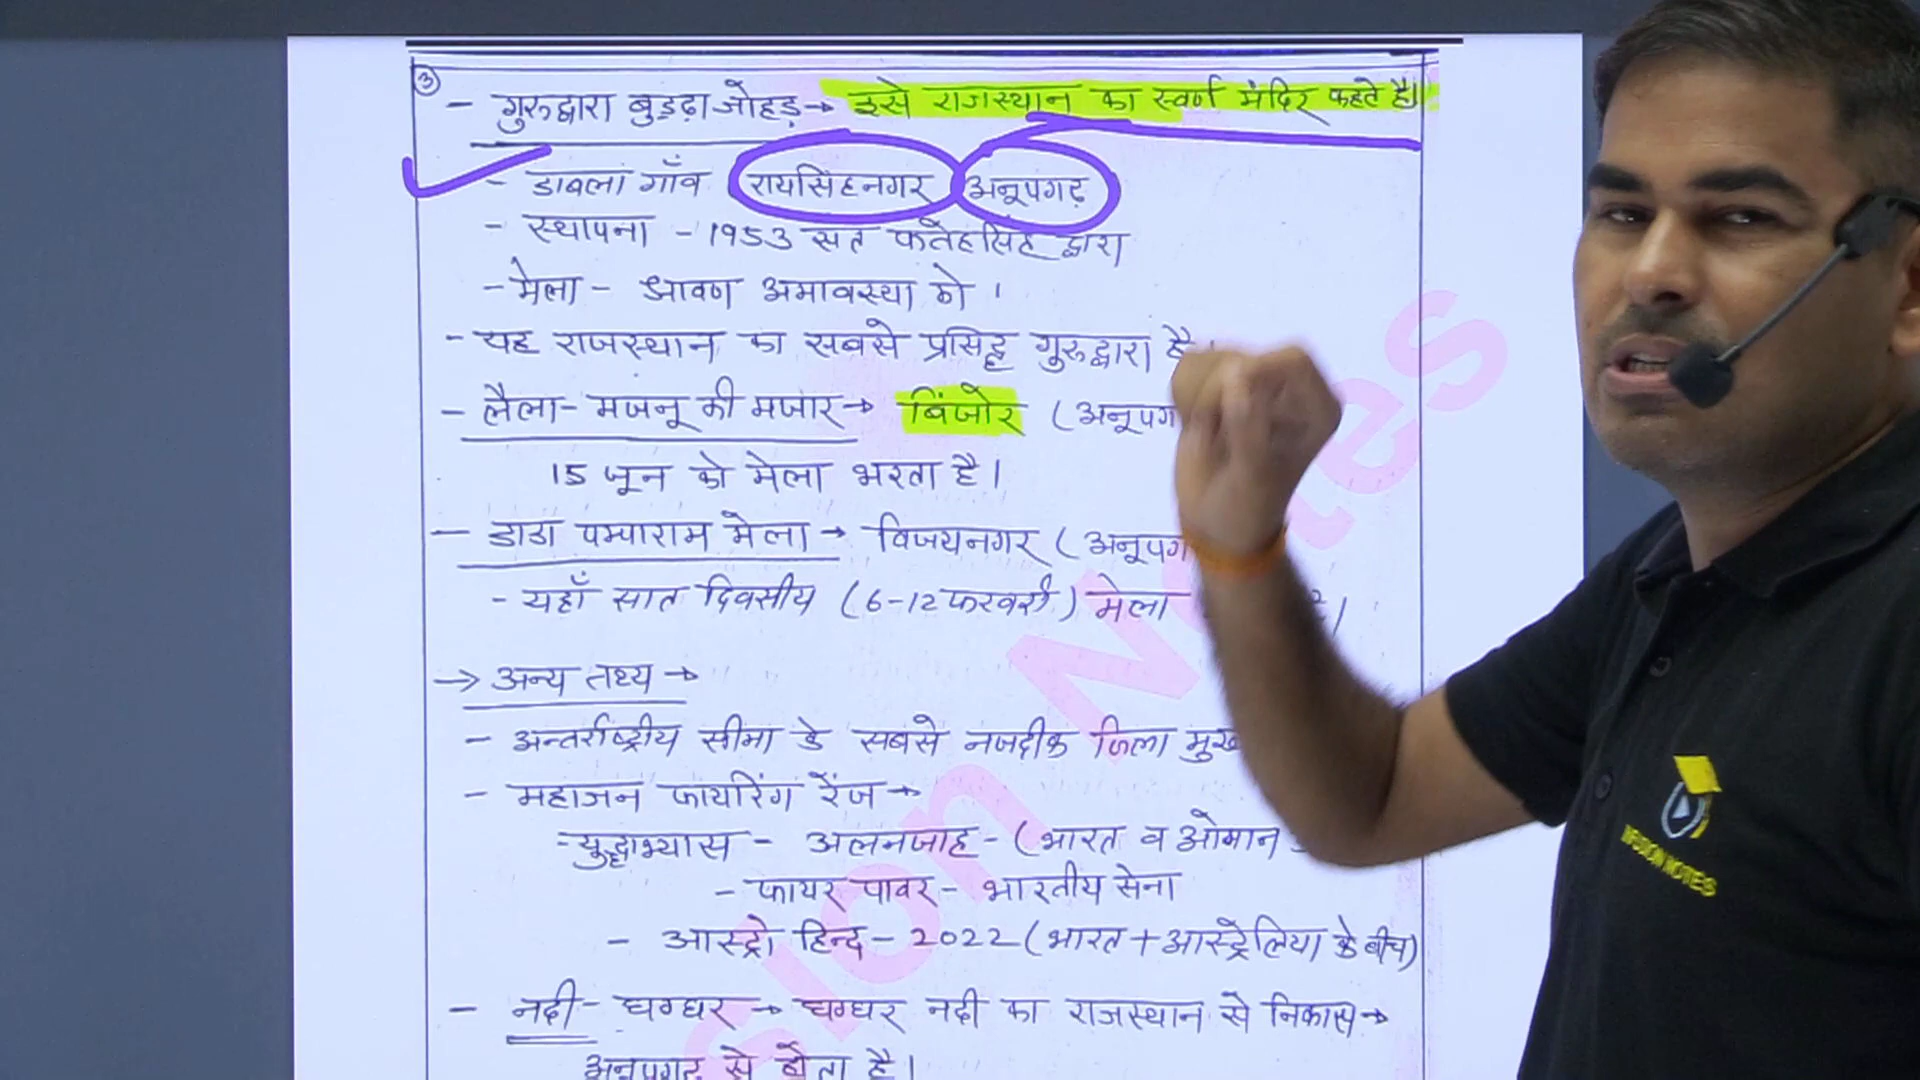 ③
- गुरुद्वारा बुड्ढा जोहड़ → इसे राजस्थान का स्वर्ण मंदिर कहते है।
- डाबला गाँव रायसिंहनगर अनूपगढ़
- स्थापना - 1953 संत फतेहसिंह द्वारा
- मेला - श्रावण अमावस्या को ।
- यह राजस्थान का सबसे प्रसिद्ध गुरुद्वारा है।
- लैला-मजनू की मजार → बिंजोर (अनूपग
15 जून को मेला भरता है।
- डाडा पम्पाराम मेला → विजयनगर (अनूपग
- यहाँ सात दिवसीय (6-12 फरवरी) मेला
→ अन्य तथ्य →
- अन्तर्राष्ट्रीय सीमा के सबसे नजदीक जिला मुख
- महाजन फायरिंग रेंज →
- युद्धाभ्यास - अलनजाह - (भारत व ओमान
- फायर पावर - भारतीय सेना
- आस्ट्रो हिन्द - 2022 (भारत + आस्ट्रेलिया के बीच)
- नदी - घग्घर → घग्घर नदी का राजस्थान से निकास →
अनूपगढ़ से होता है।
INFUSION NOTES